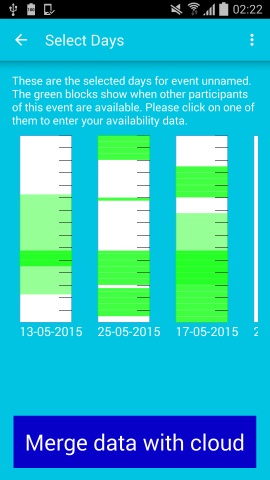 02:22
Select Days
These are the selected days for event unnamed.
The green blocks show when other participants
of this event are available. Please click on one of
them to enter your availability data.
13-05-2015 25-05-2015 17-05-2015 2
Merge data with cloud